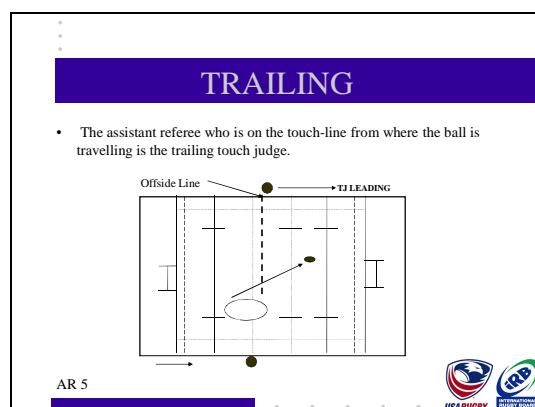 TRAILING
• The assistant referee who is on the touch-line from where the ball is
travelling is the trailing touch judge.
Offside Line
TJ LEADING
AR 5
USA RUGBY
iRB
INTERNATIONAL
RUGBY BOARD